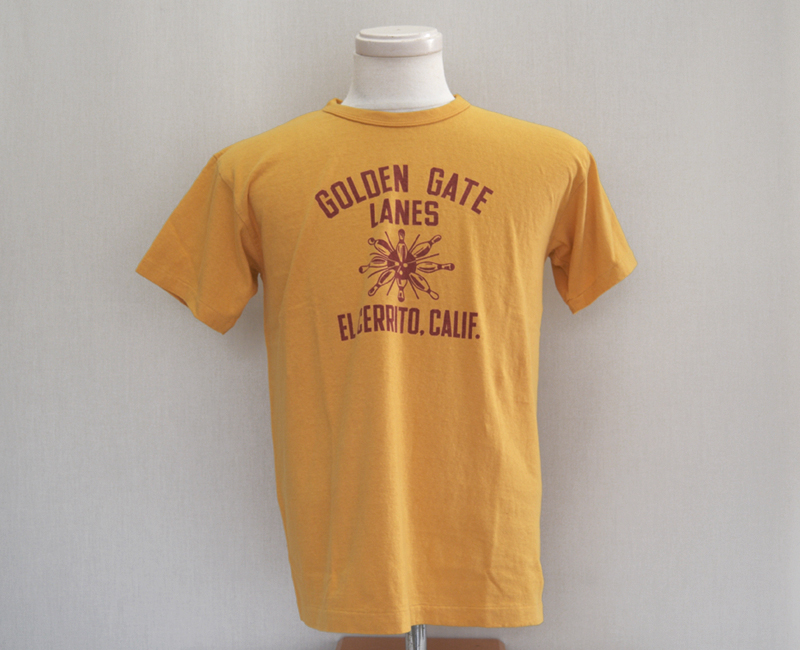 GOLDEN GATE
LANES
EL CERRITO, CALIF.